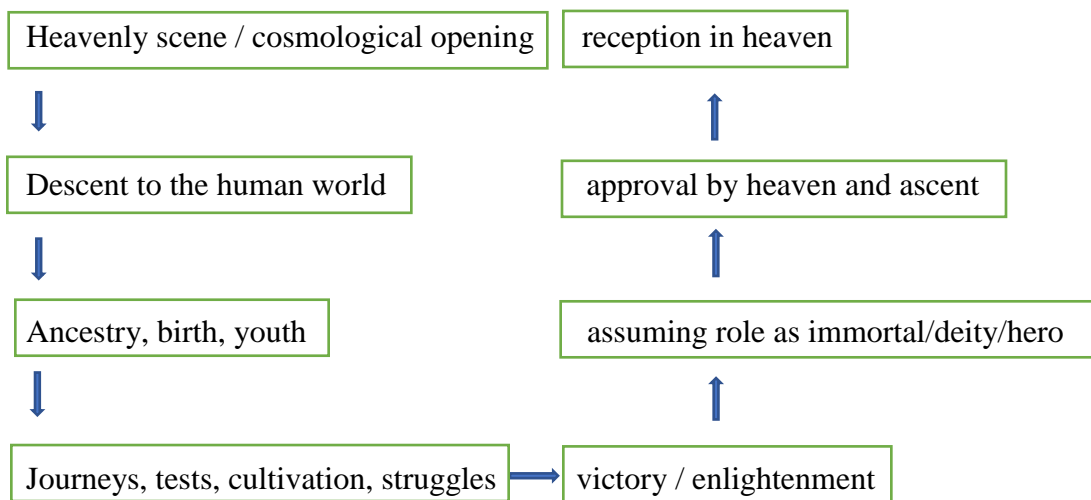 Heavenly scene / cosmological opening
Descent to the human world
Ancestry, birth, youth
Journeys, tests, cultivation, struggles
victory / enlightenment
assuming role as immortal/deity/hero
approval by heaven and ascent
reception in heaven